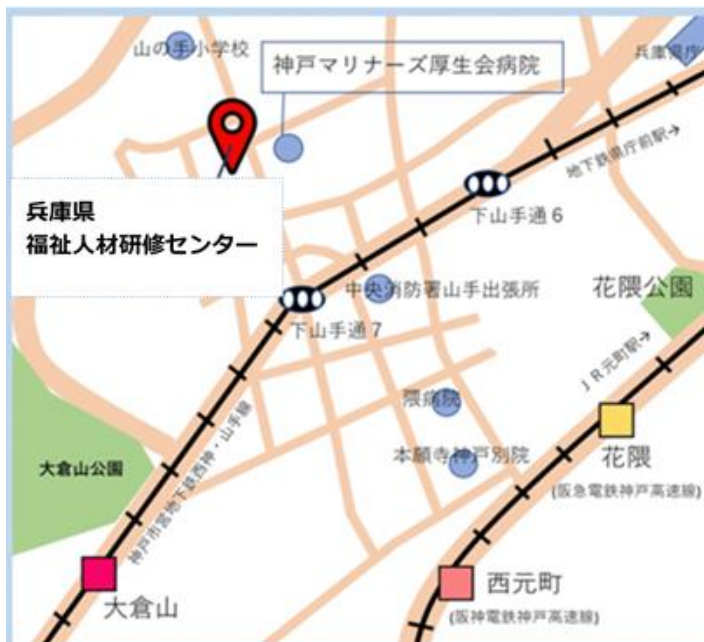 山の手小学校
神戸マリナーズ厚生会病院
兵庫県庁
地下鉄県庁前駅→
兵庫県
福祉人材研修センター
下山手通６
中央消防署山手出張所
花隈公園
下山手通７
ＪＲ元町駅→
隈病院
花隈
本願寺神戸別院
(阪急電鉄神戸高速線)
大倉山公園
神戸市営地下鉄西神・山手線
大倉山
西元町
(阪神電鉄神戸高速線)